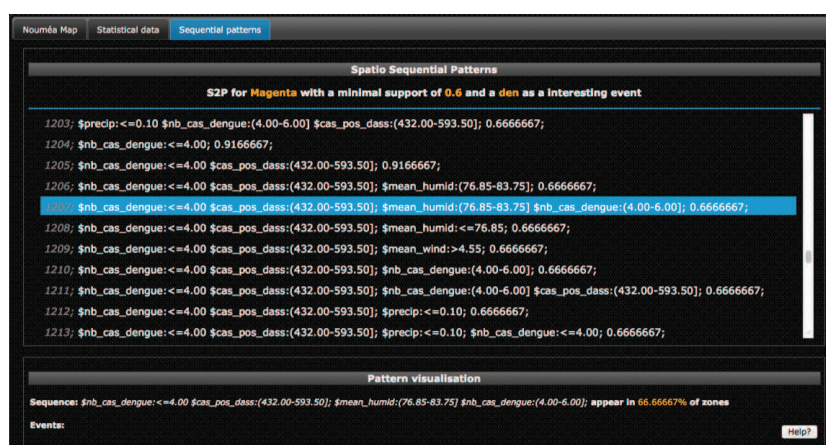 Nouméa Map Statistical data Sequential patterns
Spatio Sequential Patterns
S2P for Magenta with a minimal support of 0.6 and a den as a interesting event
1203; $precip:<=0.10 $nb_cas_dengue:(4.00-6.00] $cas_pos_dass:(432.00-593.50]; 0.6666667;
1204; $nb_cas_dengue:<=4.00; 0.9166667;
1205; $nb_cas_dengue:<=4.00 $cas_pos_dass:(432.00-593.50]; 0.9166667;
1206; $nb_cas_dengue:<=4.00 $cas_pos_dass:(432.00-593.50]; $mean_humid:(76.85-83.75]; 0.6666667;
1207; $nb_cas_dengue:<=4.00 $cas_pos_dass:(432.00-593.50]; $mean_humid:(76.85-83.75] $nb_cas_dengue:(4.00-6.00]; 0.6666667;
1208; $nb_cas_dengue:<=4.00 $cas_pos_dass:(432.00-593.50]; $mean_humid:<=76.85; 0.6666667;
1209; $nb_cas_dengue:<=4.00 $cas_pos_dass:(432.00-593.50]; $mean_wind:>4.55; 0.6666667;
1210; $nb_cas_dengue:<=4.00 $cas_pos_dass:(432.00-593.50]; $nb_cas_dengue:(4.00-6.00]; 0.6666667;
1211; $nb_cas_dengue:<=4.00 $cas_pos_dass:(432.00-593.50]; $nb_cas_dengue:(4.00-6.00] $cas_pos_dass:(432.00-593.50]; 0.6666667;
1212; $nb_cas_dengue:<=4.00 $cas_pos_dass:(432.00-593.50]; $precip:<=0.10; 0.6666667;
1213; $nb_cas_dengue:<=4.00 $cas_pos_dass:(432.00-593.50]; $precip:<=0.10; $nb_cas_dengue:<=4.00; 0.6666667;
Pattern visualisation
Sequence: $nb_cas_dengue:<=4.00 $cas_pos_dass:(432.00-593.50]; $mean_humid:(76.85-83.75] $nb_cas_dengue:(4.00-6.00]; appear in 66.66667% of zones
Events:
Help?